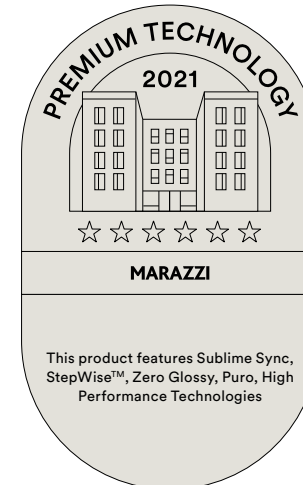 PREMIUM TECHNOLOGY
2021
MARAZZI
This product features Sublime Sync,
StepWise™, Zero Glossy, Puro, High
Performance Technologies